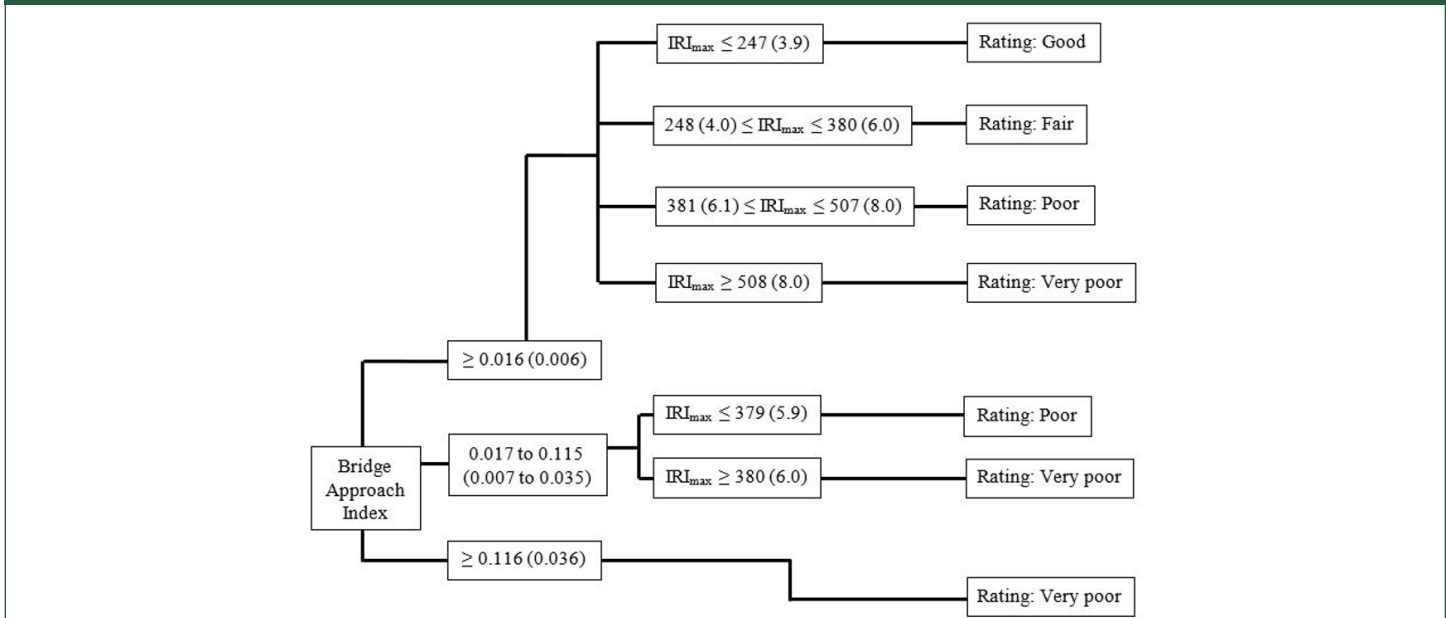 IRImax ≤ 247 (3.9)
Rating: Good
248 (4.0) ≤ IRImax ≤ 380 (6.0)
Rating: Fair
381 (6.1) ≤ IRImax ≤ 507 (8.0)
Rating: Poor
IRImax ≥ 508 (8.0)
Rating: Very poor
≥ 0.016 (0.006)
IRImax ≤ 379 (5.9)
Rating: Poor
0.017 to 0.115
(0.007 to 0.035)
IRImax ≥ 380 (6.0)
Rating: Very poor
Bridge
Approach
Index
≥ 0.116 (0.036)
Rating: Very poor